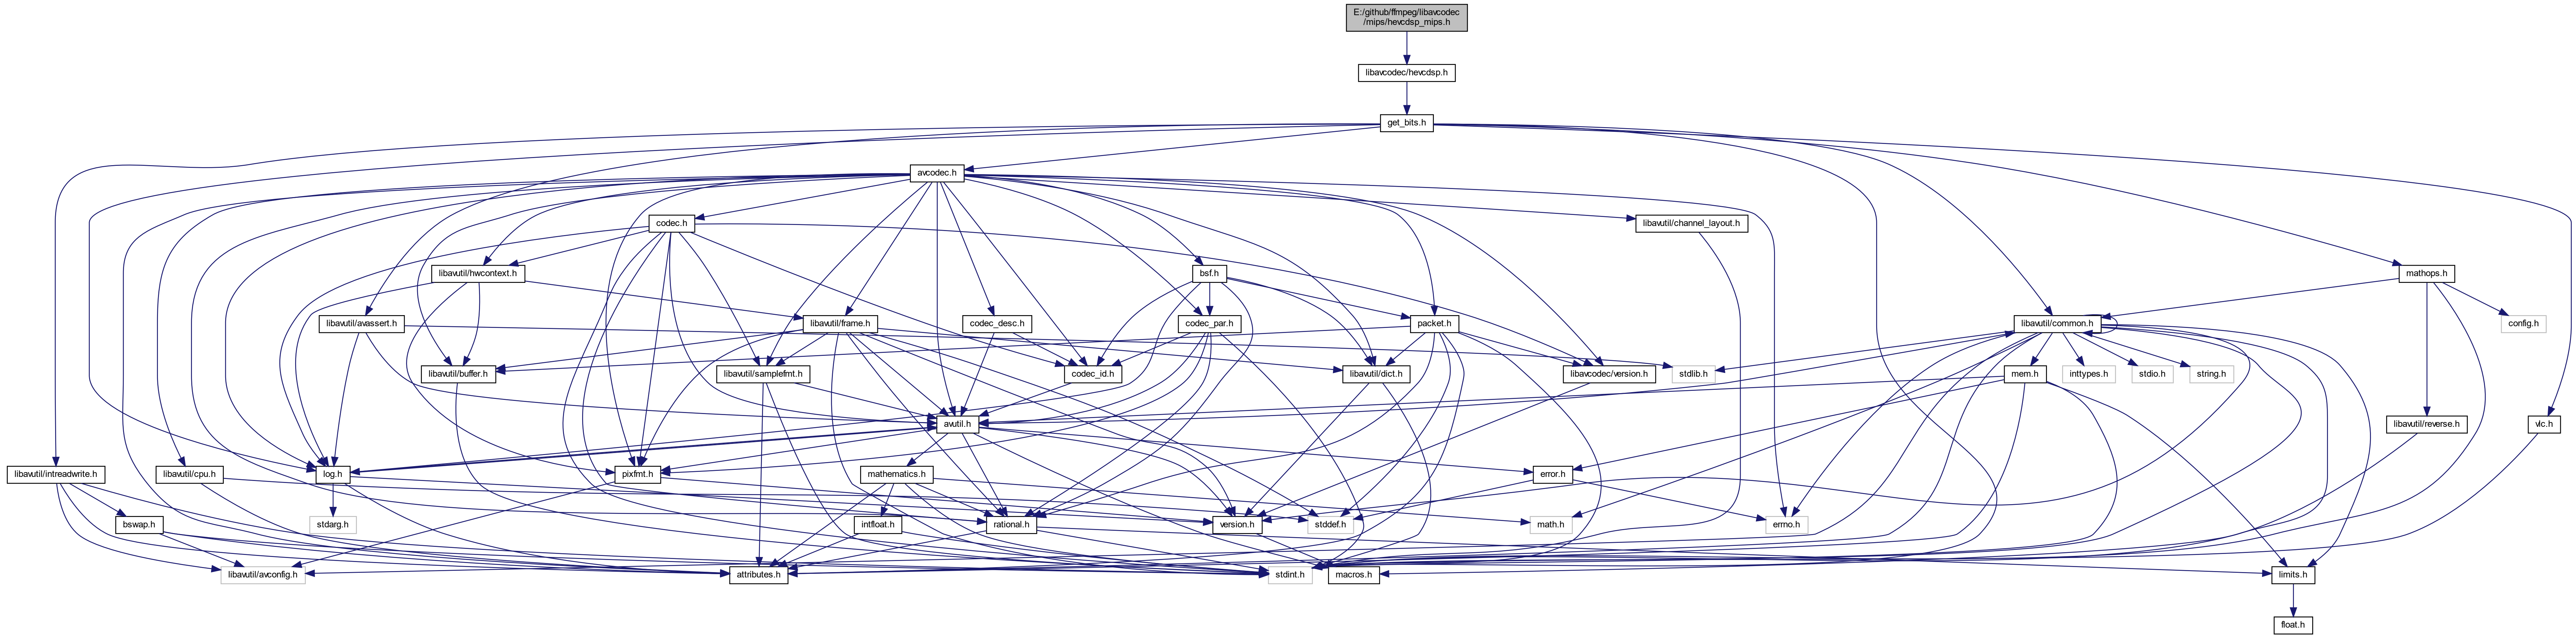 E:/github/ffmpeg/libavcodec
/mips/hevcdsp_mips.h
libavcodec/hevcdsp.h
get_bits.h
avcodec.h
codec.h
libavutil/channel_layout.h
libavutil/hwcontext.h
bsf.h
mathops.h
libavutil/avassert.h
libavutil/frame.h
codec_desc.h
codec_par.h
packet.h
libavutil/common.h
config.h
libavutil/buffer.h
libavutil/samplefmt.h
codec_id.h
libavutil/dict.h
libavcodec/version.h
stdlib.h
mem.h
inttypes.h
stdio.h
string.h
avutil.h
libavutil/reverse.h
vlc.h
libavutil/intreadwrite.h
libavutil/cpu.h
log.h
pixfmt.h
mathematics.h
error.h
bswap.h
stdarg.h
intfloat.h
rational.h
version.h
stddef.h
math.h
errno.h
libavutil/avconfig.h
attributes.h
stdint.h
macros.h
limits.h
float.h